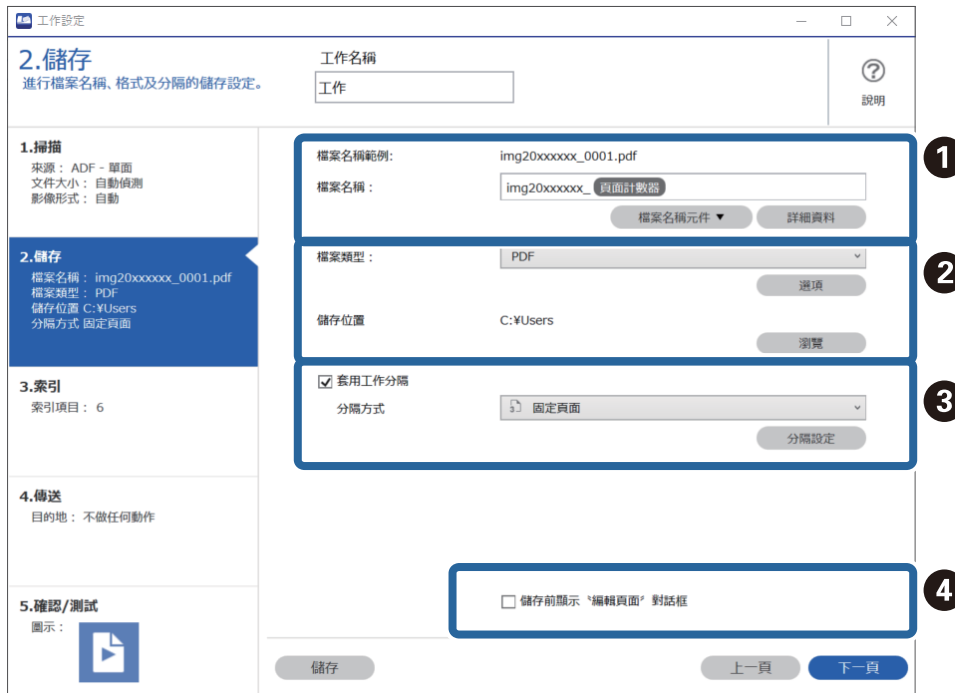 工作設定
2.儲存
進行檔案名稱、格式及分隔的儲存設定。
工作名稱
工作
說明
1.掃描
來源： ADF - 單面
文件大小： 自動偵測
影像形式： 自動
2.儲存
檔案名稱： img20xxxxxx_0001.pdf
檔案類型： PDF
儲存位置 C:¥Users
分隔方式 固定頁面
3.索引
索引項目： 6
4.傳送
目的地： 不做任何動作
5.確認/測試
圖示：
檔案名稱範例: img20xxxxxx_0001.pdf
檔案名稱： img20xxxxxx_ 頁面計數器
檔案名稱元件▼ 詳細資料
1
檔案類型： PDF
選項
儲存位置 C:¥Users
瀏覽
2
套用工作分隔
分隔方式 固定頁面
分隔設定
3
儲存前顯示〝編輯頁面〞對話框
4
儲存 上一頁 下一頁